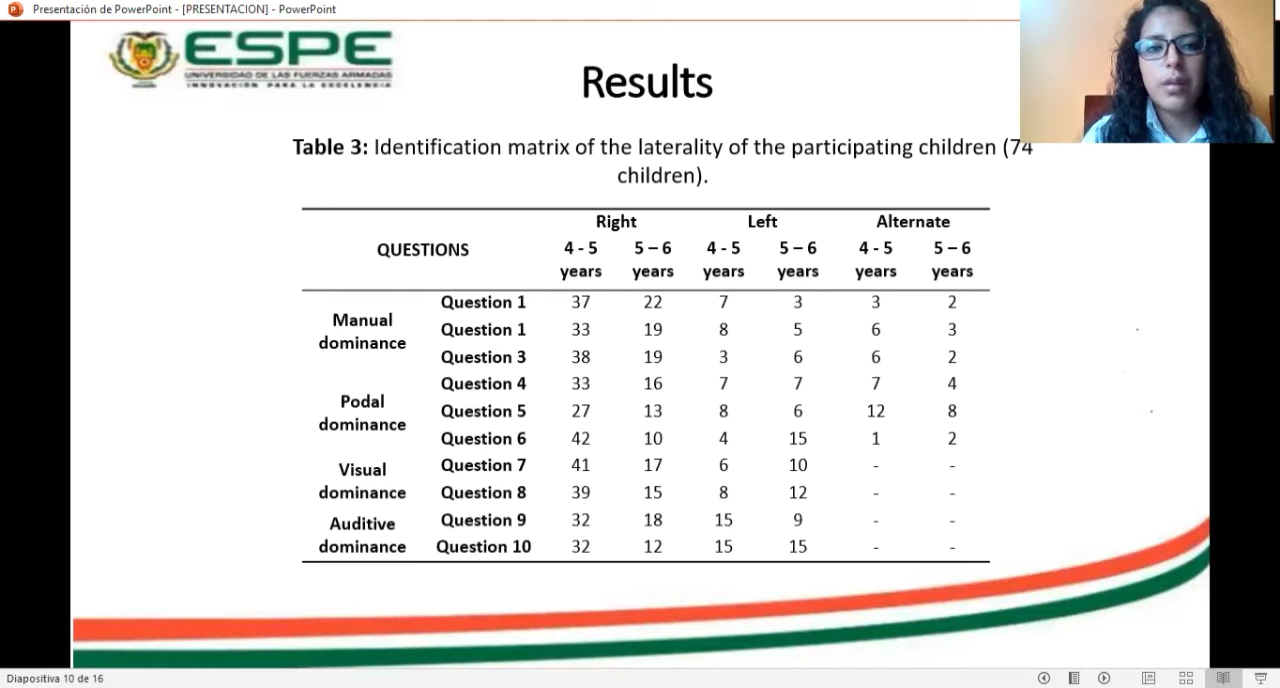 Presentación de PowerPoint - [PRESENTACION] - PowerPoint
ESPE
UNIVERSIDAD DE LAS FUERZAS ARMADAS
INNOVACIÓN PARA LA EXCELENCIA
Results
Table 3: Identification matrix of the laterality of the participating children (74
children).
Right Left Alternate
QUESTIONS 4 - 5 years 5 – 6 years 4 - 5 years 5 – 6 years 4 - 5 years 5 – 6 years
Manual dominance
Question 1 37 22 7 3 3 2
Question 1 33 19 8 5 6 3
Question 3 38 19 3 6 6 2
Podal dominance
Question 4 33 16 7 7 7 4
Question 5 27 13 8 6 12 8
Question 6 42 10 4 15 1 2
Visual dominance
Question 7 41 17 6 10 - -
Question 8 39 15 8 12 - -
Auditive dominance
Question 9 32 18 15 9 - -
Question 10 32 12 15 15 - -
Diapositiva 10 de 16